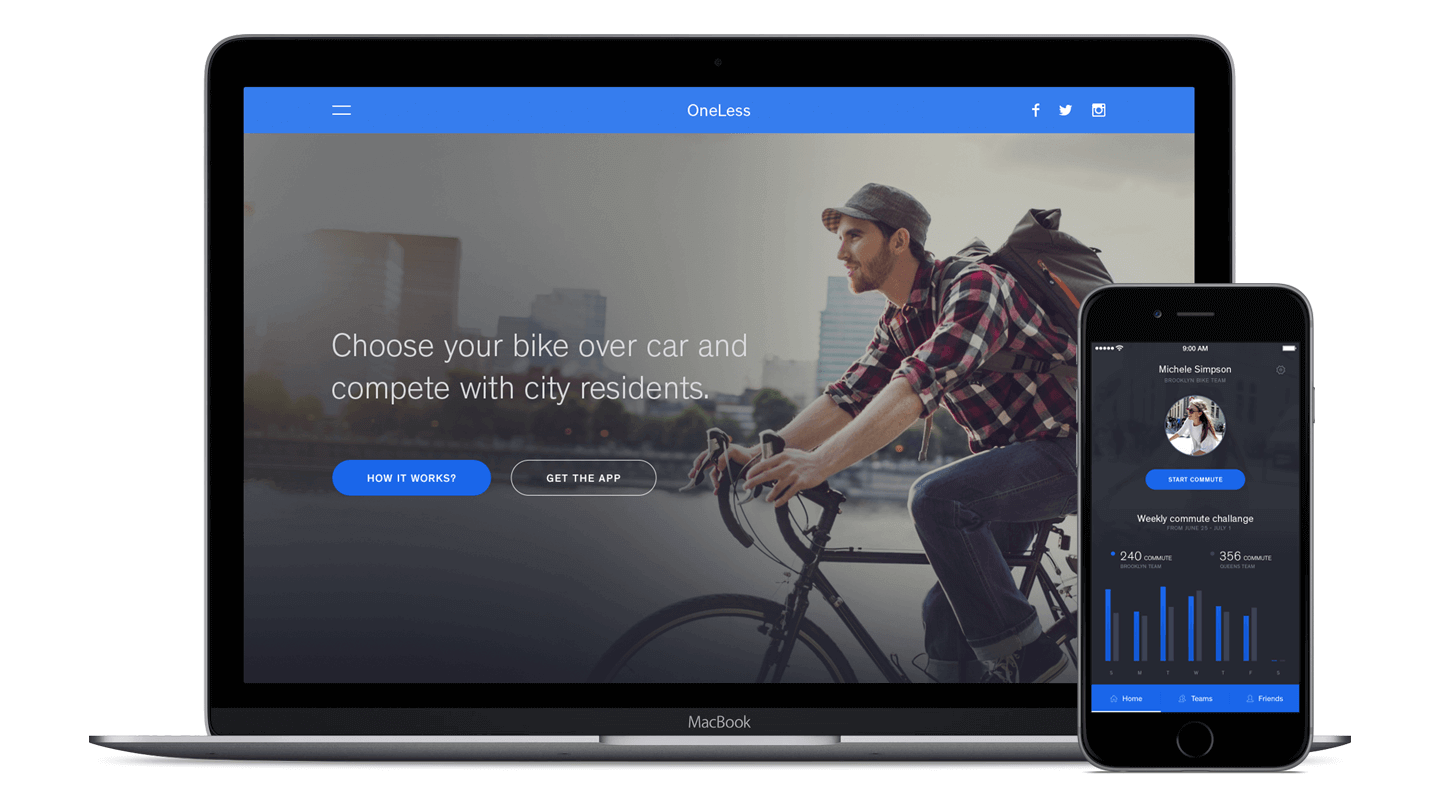 OneLess
Choose your bike over car and
compete with city residents.
HOW IT WORKS?
GET THE APP
MacBook
9:00 AM
Michele Simpson
BROOKLYN BIKE TEAM
START COMMUTE
Weekly commute challange
FROM JUNE 25 - JULY 1
240 COMMUTE
BROOKLYN TEAM
356 COMMUTE
QUEENS TEAM
S M T W T F S
Home Teams Friends